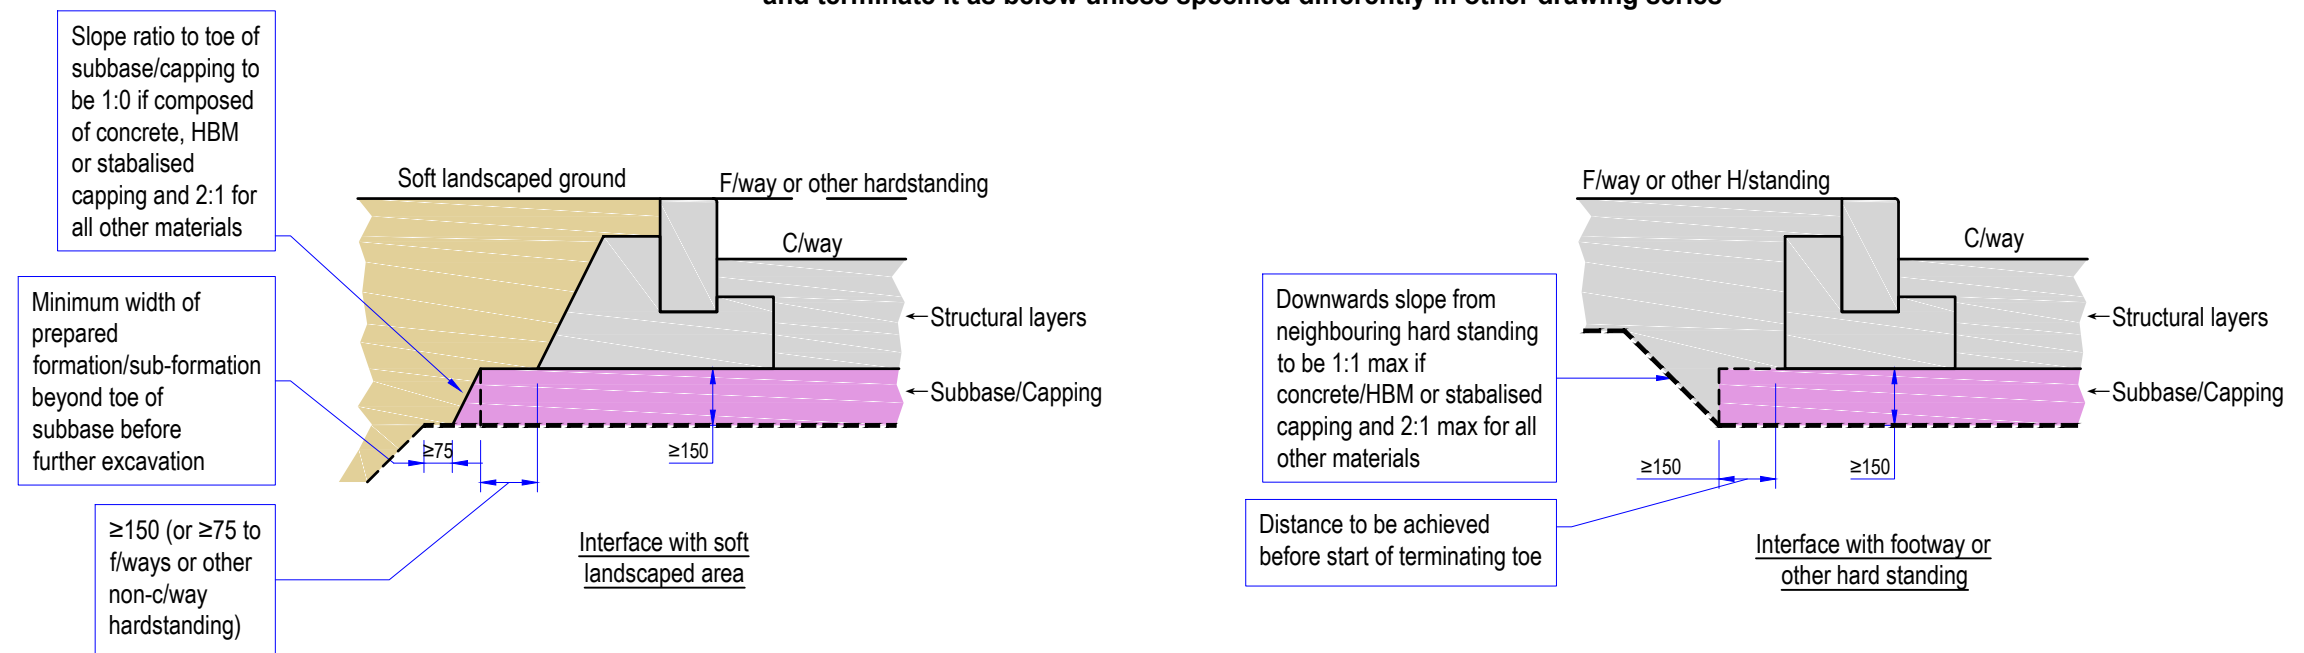 and terminate it as below unless specified differently in other drawing series
Slope ratio to toe of
subbase/capping to
be 1:0 if composed
of concrete, HBM
or stabalised
capping and 2:1 for
all other materials
Minimum width of
prepared
formation/sub-formation
beyond toe of
subbase before
further excavation
≥150 (or ≥75 to
f/ways or other
non-c/way
hardstanding)
Soft landscaped ground
F/way or other hardstanding
C/way
Structural layers
Subbase/Capping
≥75
≥150
Interface with soft
landscaped area
F/way or other H/standing
C/way
Downwards slope from
neighbouring hard standing
to be 1:1 max if
concrete/HBM or stabalised
capping and 2:1 max for all
other materials
Structural layers
Subbase/Capping
≥150
≥150
Distance to be achieved
before start of terminating toe
Interface with footway or
other hard standing